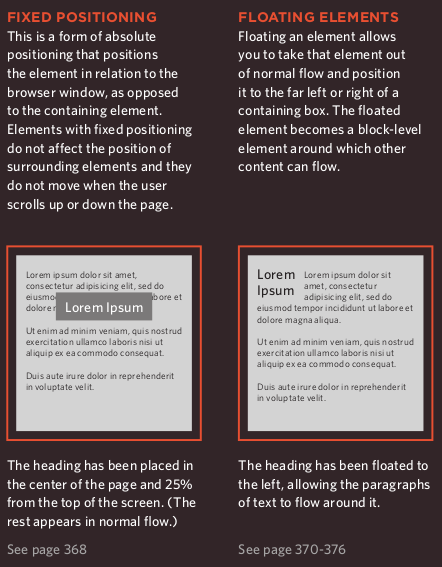 FIXED POSITIONING
This is a form of absolute
positioning that positions
the element in relation to the
browser window, as opposed
to the containing element.
Elements with fixed positioning
do not affect the position of
surrounding elements and they
do not move when the user
scrolls up or down the page.
Lorem ipsum dolor sit amet,
consectetur adipisicing elit, sed do
eiusmo
labore et
dolore
Lorem Ipsum
Ut enim ad minim veniam, quis nostrud
exercitation ullamco laboris nisi ut
aliquip ex ea commodo consequat.
Duis aute irure dolor in reprehenderit
in voluptate velit.
The heading has been placed in
the center of the page and 25%
from the top of the screen. (The
rest appears in normal flow.)
See page 368
FLOATING ELEMENTS
Floating an element allows
you to take that element out
of normal flow and position
it to the far left or right of a
containing box. The floated
element becomes a block-level
element around which other
content can flow.
Lorem
Ipsum
Lorem ipsum dolor sit
amet, consectetur
adipisicing elit, sed do
eiusmod tempor incididunt ut labore et
dolore magna aliqua.
Ut enim ad minim veniam, quis nostrud
exercitation ullamco laboris nisi ut
aliquip ex ea commodo consequat.
Duis aute irure dolor in reprehenderit
in voluptate velit.
The heading has been floated to
the left, allowing the paragraphs
of text to flow around it.
See page 370-376